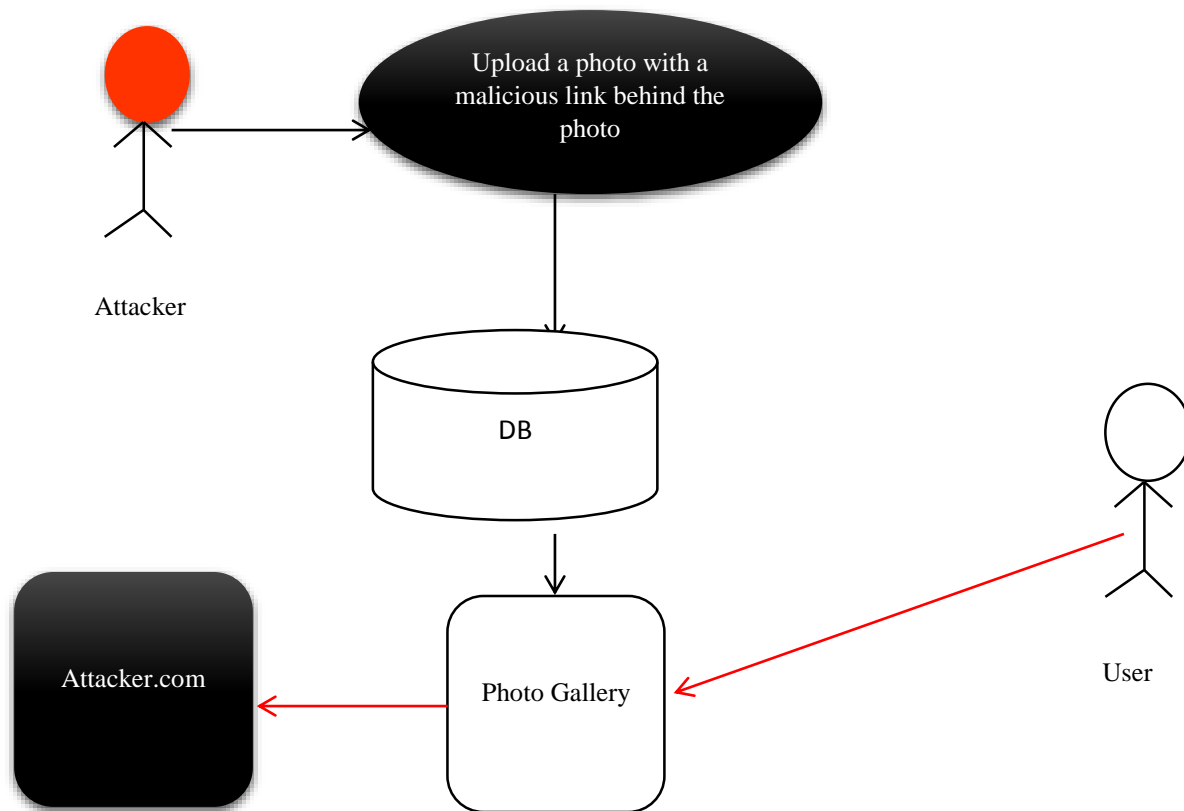 Upload a photo with a
malicious link behind the
photo
Attacker
DB
Attacker.com
Photo Gallery
User